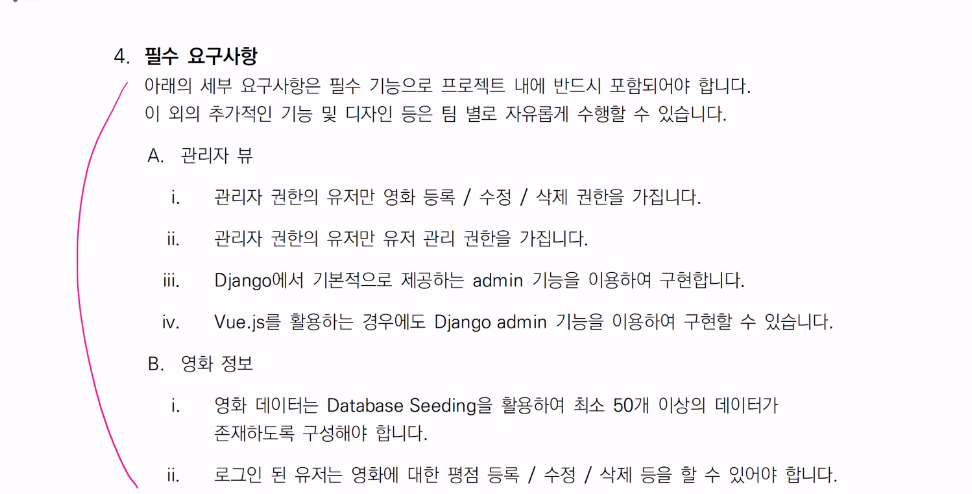 4. 필수 요구사항
아래의 세부 요구사항은 필수 기능으로 프로젝트 내에 반드시 포함되어야 합니다.
이 외의 추가적인 기능 및 디자인 등은 팀 별로 자유롭게 수행할 수 있습니다.
A. 관리자 뷰
i. 관리자 권한의 유저만 영화 등록 / 수정 / 삭제 권한을 가집니다.
ii. 관리자 권한의 유저만 유저 관리 권한을 가집니다.
iii. Django에서 기본적으로 제공하는 admin 기능을 이용하여 구현합니다.
iv. Vue.js를 활용하는 경우에도 Django admin 기능을 이용하여 구현할 수 있습니다.
B. 영화 정보
i. 영화 데이터는 Database Seeding을 활용하여 최소 50개 이상의 데이터가
존재하도록 구성해야 합니다.
ii. 로그인 된 유저는 영화에 대한 평점 등록 / 수정 / 삭제 등을 할 수 있어야 합니다.